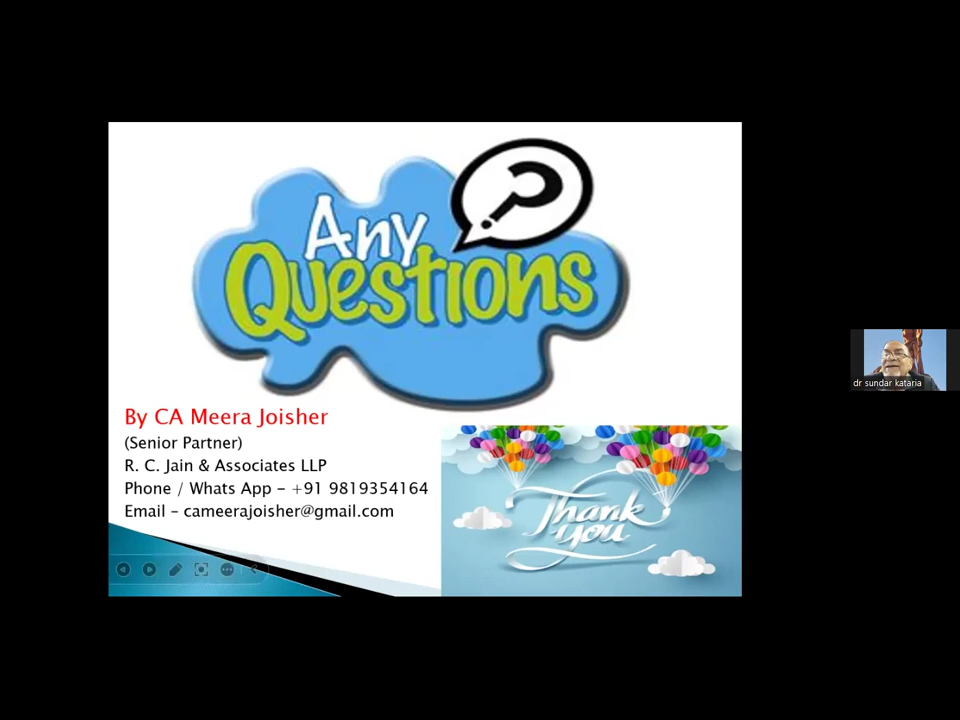 Any
Questions
?
By CA Meera Joisher
(Senior Partner)
R. C. Jain & Associates LLP
Phone / Whats App - +91 9819354164
Email – cameerajoisher@gmail.com
Thank
you
dr sundar kataria